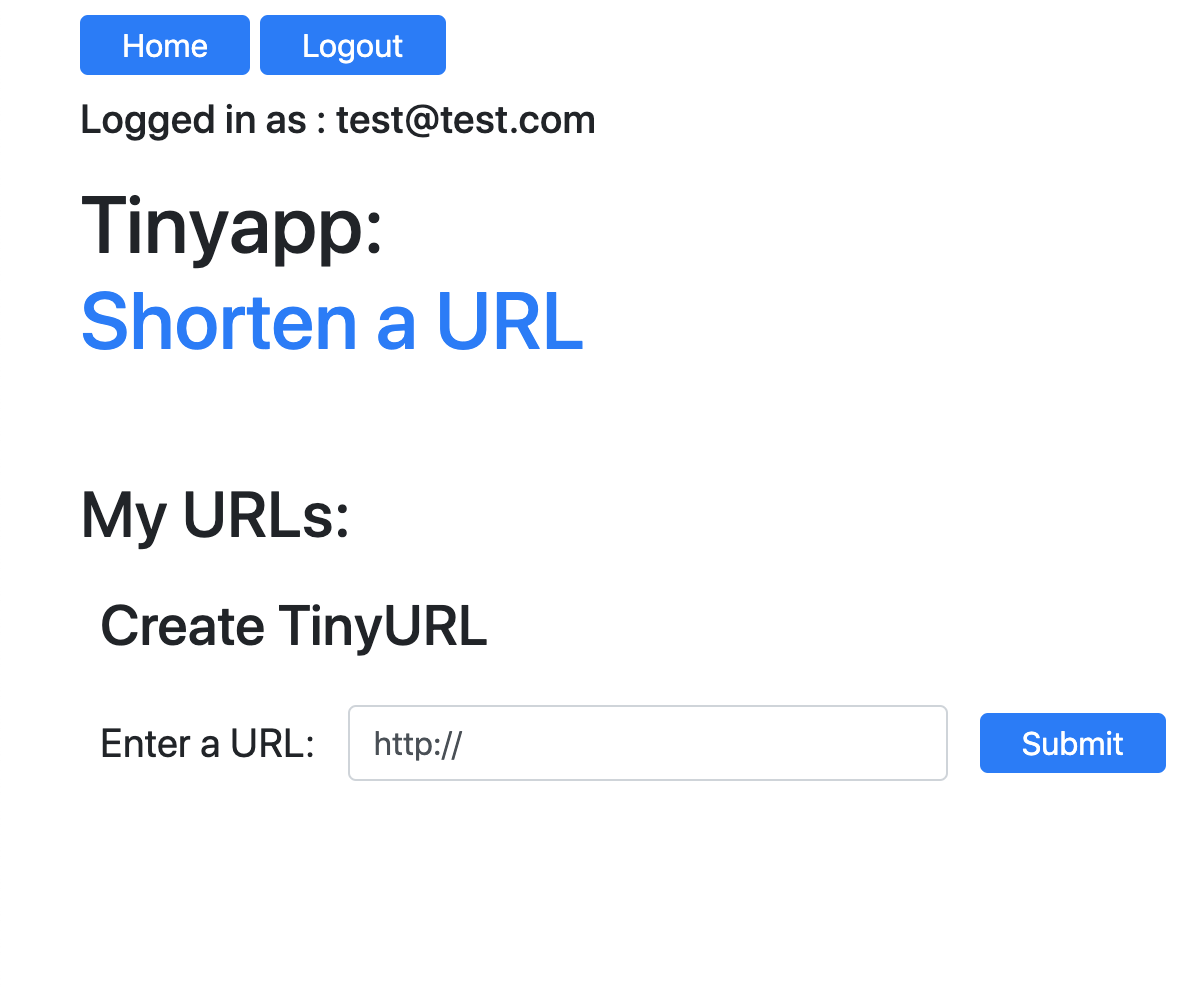 Home Logout
Logged in as : test@test.com
Tinyapp:
Shorten a URL
My URLs:
Create TinyURL
Enter a URL: http:// Submit